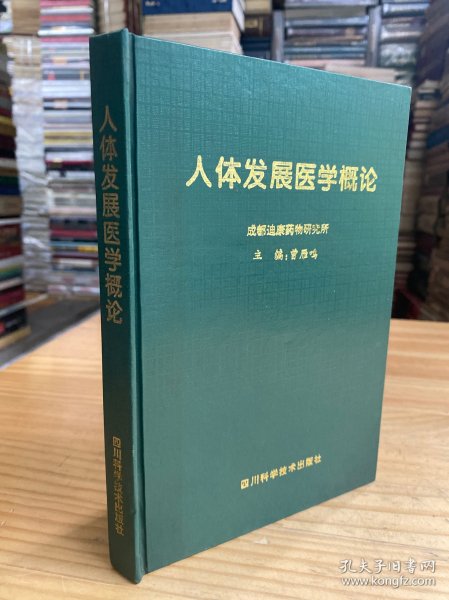 人体发展医学概论
成都迪康药物研究所
主 编:曾雁鸣
四川科学技术出版社
人体发展医学概论
四川科学技术出版社
孔夫子旧书网
www.kongfz.com